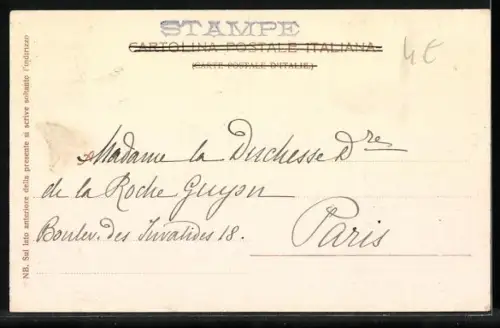 STAMPE
CARTOLINA POSTALE ITALIANA
(CARTE POSTALE D'ITALIE.)
4€
Madame la Duchesse Dre
de la Roche Guyon
Boulev. des Invalides 18.
Paris
NB. Sul lato anteriore della presente si scrive soltanto l'indirizzo